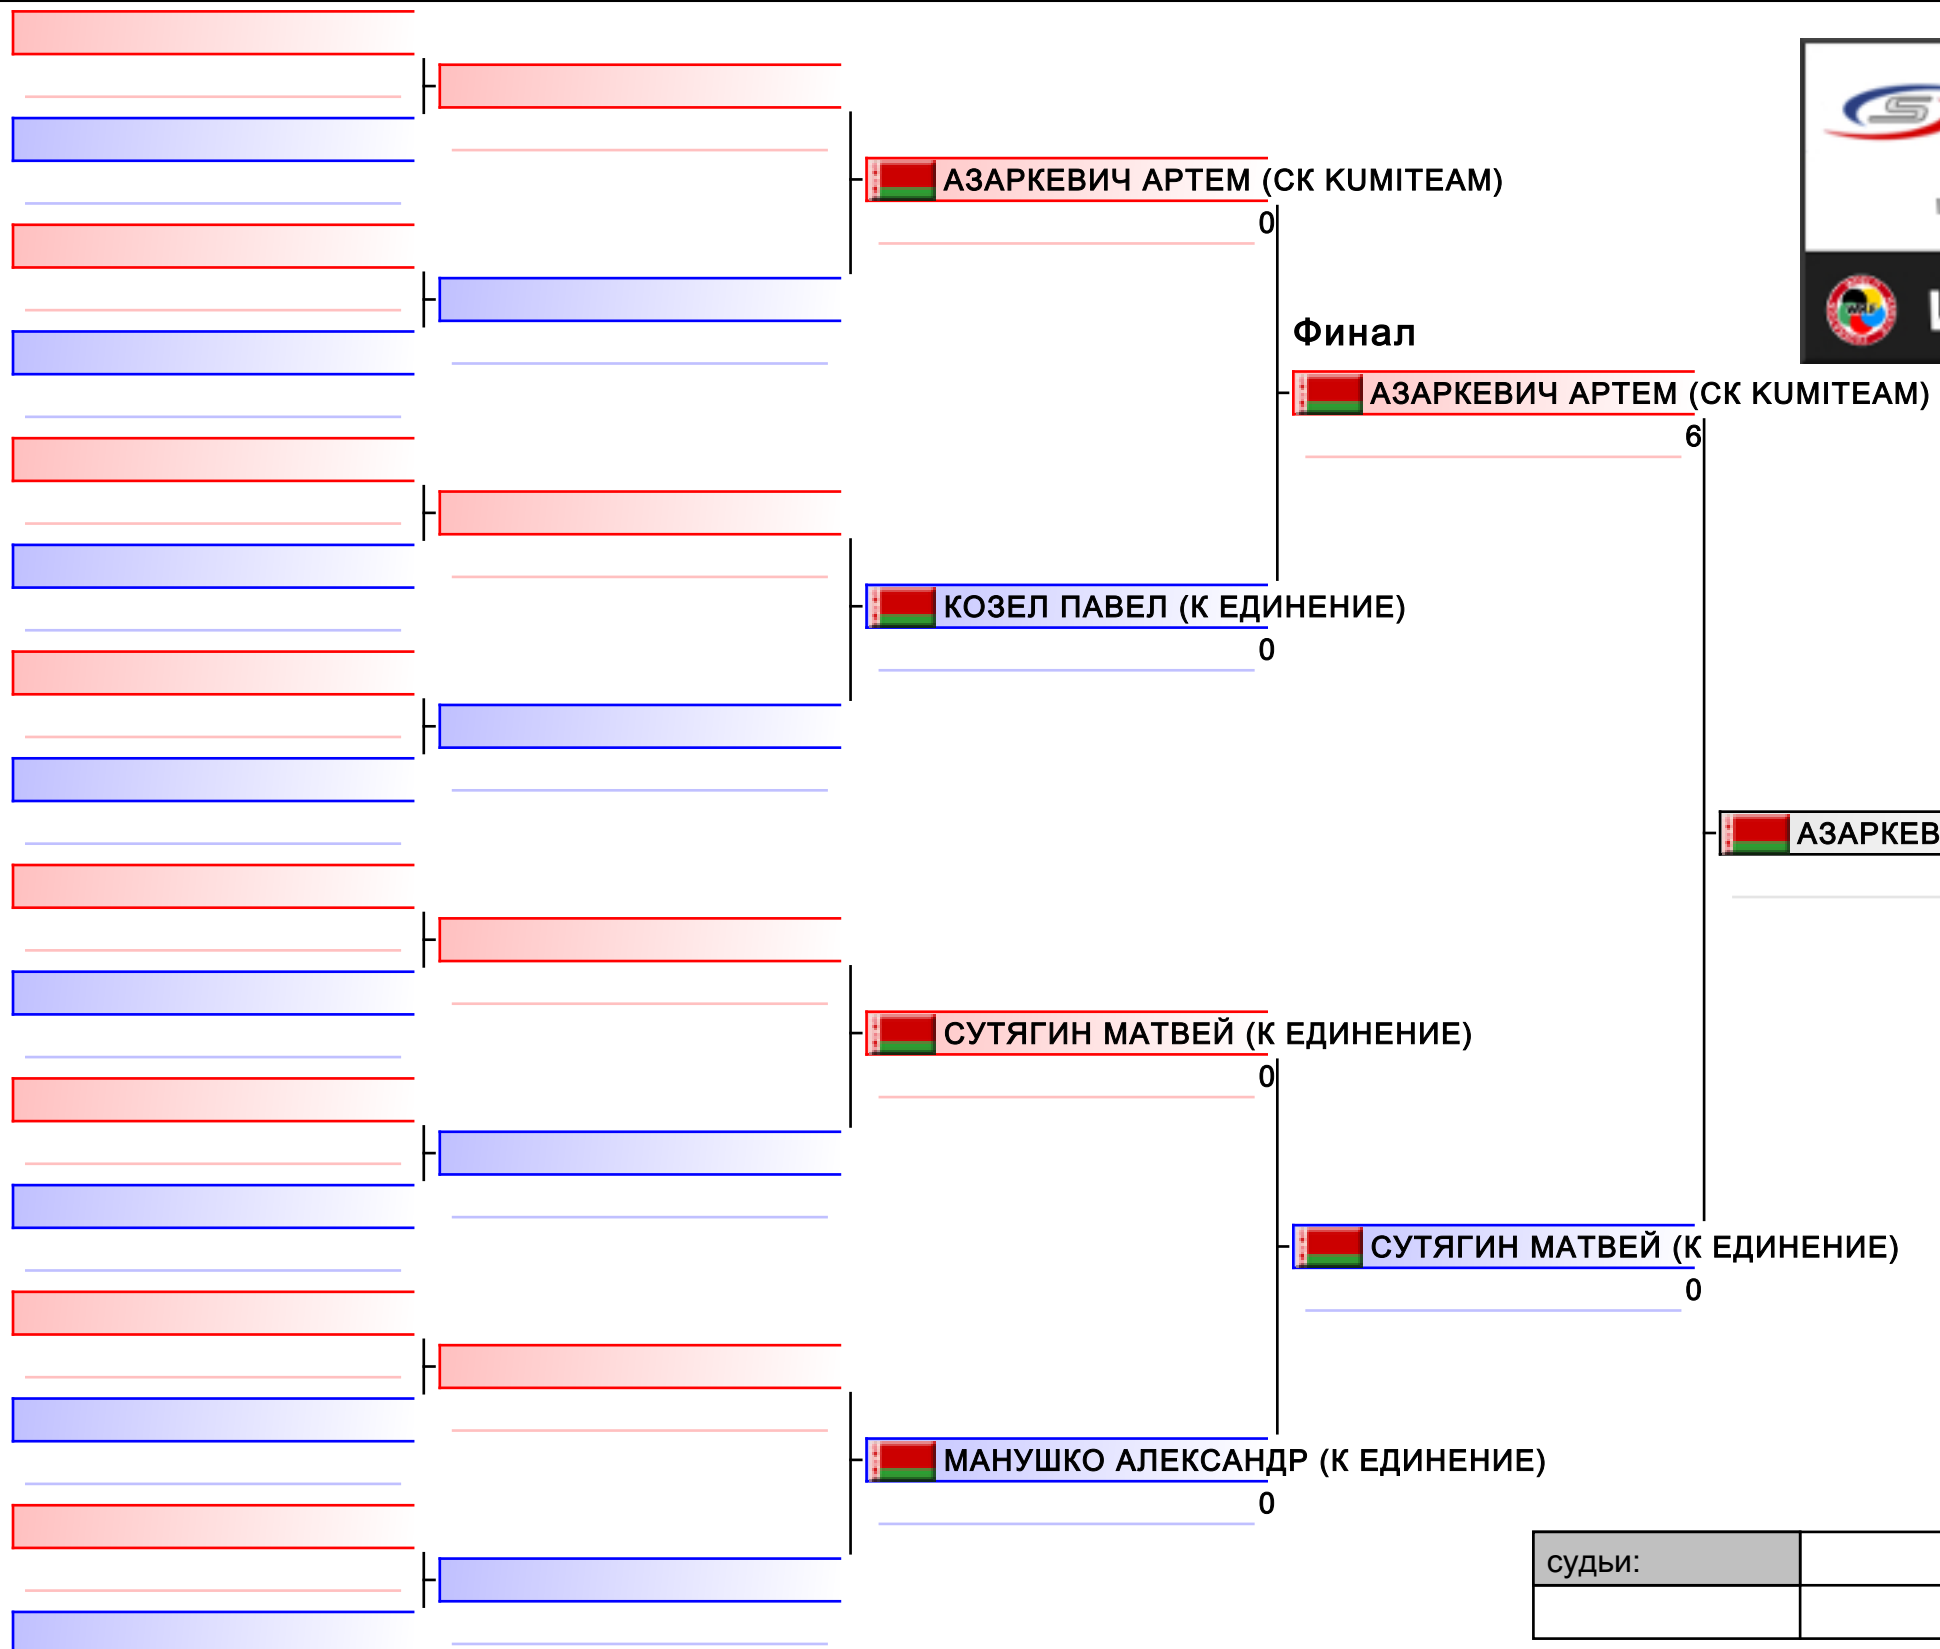 АЗАРКЕВИЧ АРТЕМ (СК KUMITEAM)
0
Финал
АЗАРКЕВИЧ АРТЕМ (СК KUMITEAM)
6
КОЗЕЛ ПАВЕЛ (К ЕДИНЕНИЕ)
0
АЗАРКЕВ
СУТЯГИН МАТВЕЙ (К ЕДИНЕНИЕ)
0
СУТЯГИН МАТВЕЙ (К ЕДИНЕНИЕ)
0
МАНУШКО АЛЕКСАНДР (К ЕДИНЕНИЕ)
0
судьи: